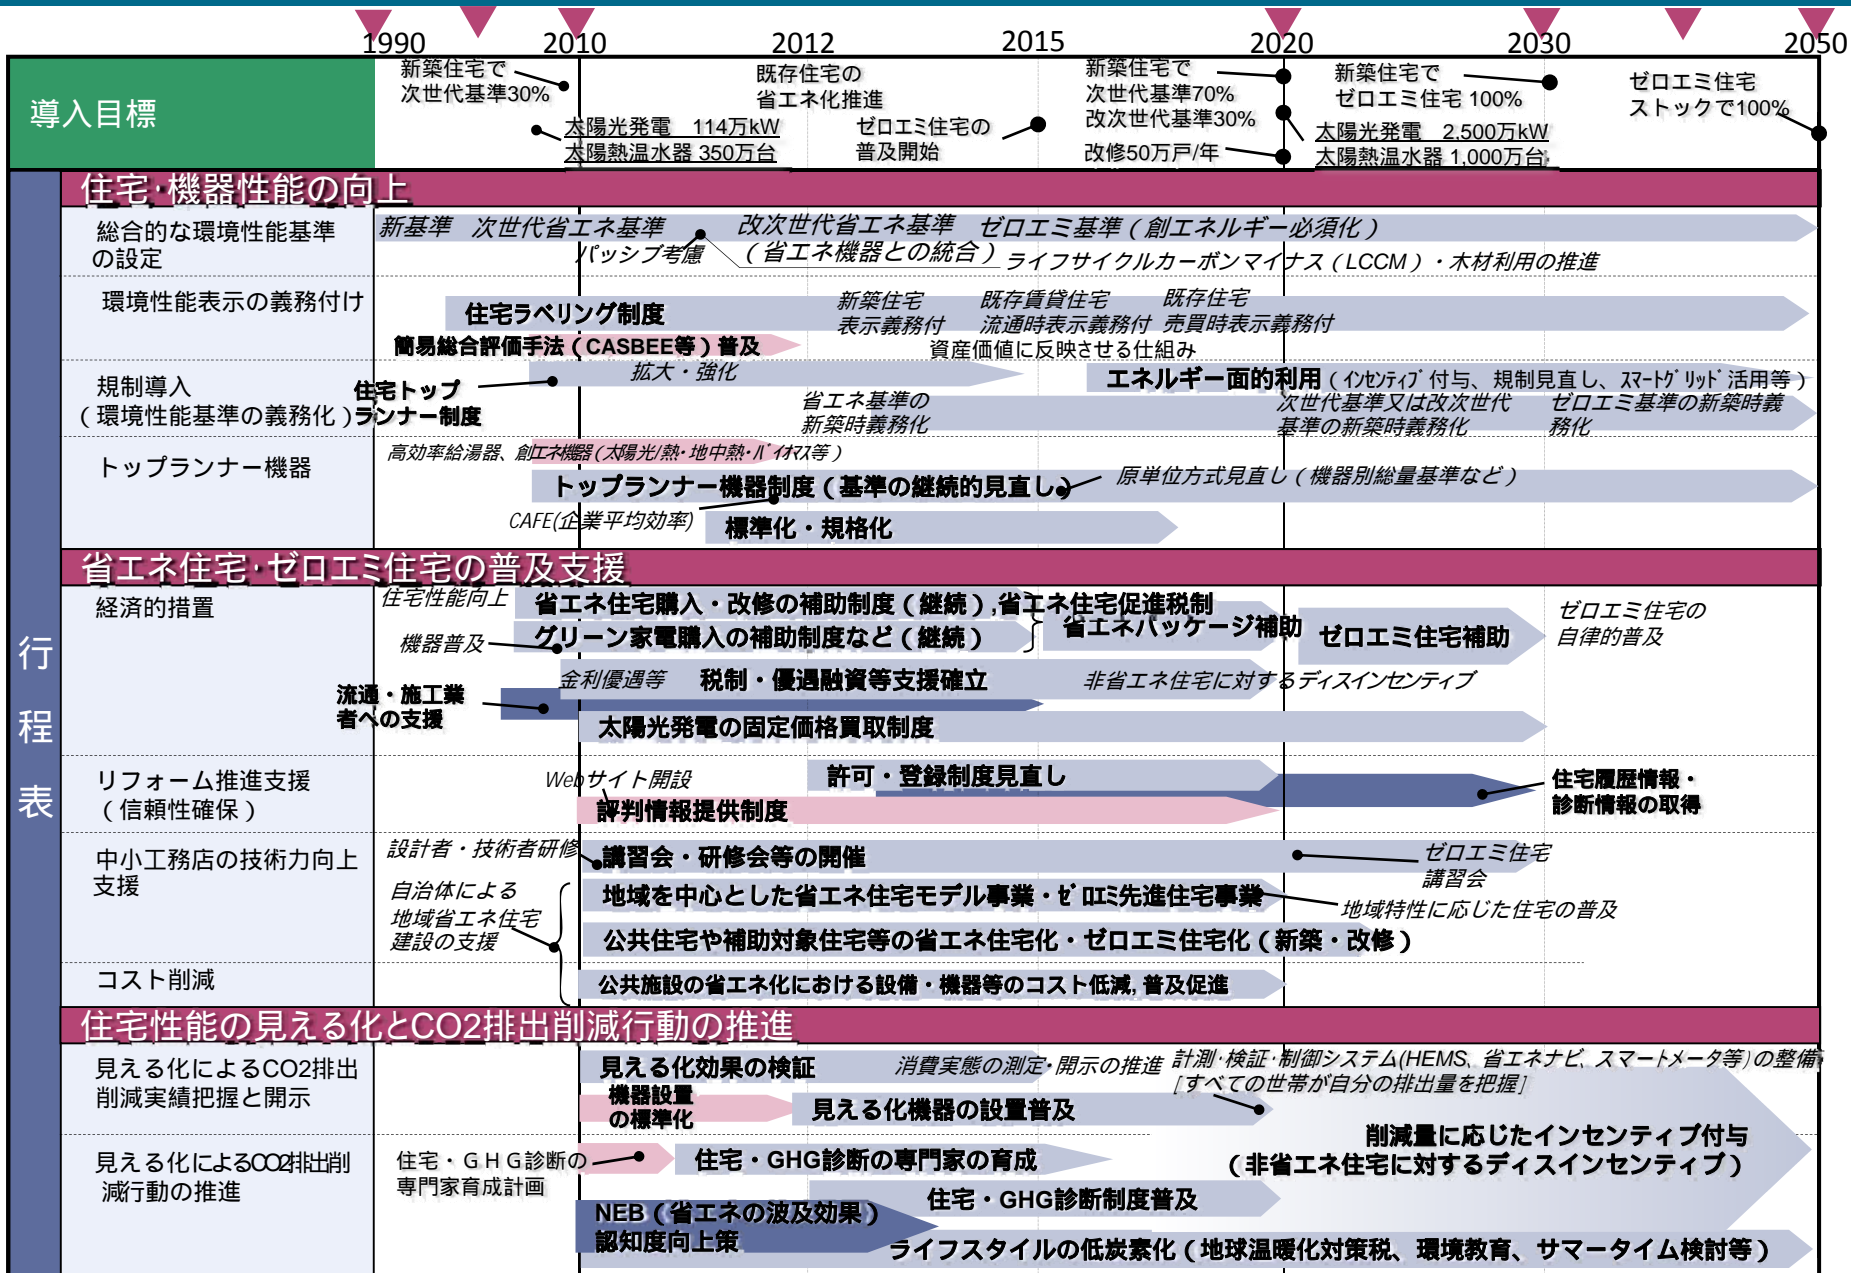 1990 2010 2012 2015 2020 2030 2050
導入目標
新築住宅で
次世代基準30%
太陽光発電　114万kW
太陽熱温水器 350万台
既存住宅の
省エネ化推進
ゼロエミ住宅の
普及開始
新築住宅で
次世代基準70%
改次世代基準30%
改修50万戸/年
新築住宅で
ゼロエミ住宅 100%
太陽光発電　2,500万kW
太陽熱温水器 1,000万台
ゼロエミ住宅
ストックで100%
行程表
住宅・機器性能の向上
総合的な環境性能基準
の設定
新基準　次世代省エネ基準　改次世代省エネ基準　ゼロエミ基準（創エネルギー必須化）
パッシブ考慮　（省エネ機器との統合）
ライフサイクルカーボンマイナス（LCCM）・木材利用の推進
環境性能表示の義務付け
住宅ラベリング制度
新築住宅
表示義務付
既存賃貸住宅
流通時表示義務付
既存住宅
売買時表示義務付
簡易総合評価手法（CASBEE等）普及
資産価値に反映させる仕組み
規制導入
（環境性能基準の義務化）
住宅トップ
ランナー制度
拡大・強化
エネルギー面的利用（インセンティブ付与、規制見直し、スマートグリッド活用等）
省エネ基準の
新築時義務化
次世代基準又は改次世代
基準の新築時義務化
ゼロエミ基準の新築時義
務化
トップランナー機器
高効率給湯器、創エネ機器(太陽光/熱・地中熱・バイオマス等）
トップランナー機器制度（基準の継続的見直し）
原単位方式見直し（機器別総量基準など）
CAFE(企業平均効率)
標準化・規格化
省エネ住宅・ゼロエミ住宅の普及支援
経済的措置
住宅性能向上
省エネ住宅購入・改修の補助制度（継続）,省エネ住宅促進税制
機器普及
グリーン家電購入の補助制度など（継続）
省エネパッケージ補助
ゼロエミ住宅補助
ゼロエミ住宅の
自律的普及
金利優遇等
税制・優遇融資等支援確立
非省エネ住宅に対するディスインセンティブ
流通・施工業
者への支援
太陽光発電の固定価格買取制度
リフォーム推進支援
（信頼性確保）
Webサイト開設
許可・登録制度見直し
評判情報提供制度
住宅履歴情報・
診断情報の取得
中小工務店の技術力向上
支援
設計者・技術者研修
講習会・研修会等の開催
ゼロエミ住宅
講習会
自治体による
地域省エネ住宅
建設の支援
地域を中心とした省エネ住宅モデル事業・ゼロエミ先進住宅事業
地域特性に応じた住宅の普及
公共住宅や補助対象住宅等の省エネ住宅化・ゼロエミ住宅化（新築・改修）
コスト削減
公共施設の省エネ化における設備・機器等のコスト低減,普及促進
住宅性能の見える化とCO2排出削減行動の推進
見える化によるCO2排出
削減実績把握と開示
見える化効果の検証
消費実態の測定・開示の推進
計測・検証・制御システム(HEMS、省エネナビ、スマートメータ等)の整備
[すべての世帯が自分の排出量を把握]
機器設置
の標準化
見える化機器の設置普及
削減量に応じたインセンティブ付与
（非省エネ住宅に対するディスインセンティブ）
見える化によるCO2排出削
減行動の推進
住宅・ＧＨＧ診断の
専門家育成計画
住宅・GHG診断の専門家の育成
住宅・GHG診断制度普及
NEB（省エネの波及効果）
認知度向上策
ライフスタイルの低炭素化（地球温暖化対策税、環境教育、サマータイム検討等）